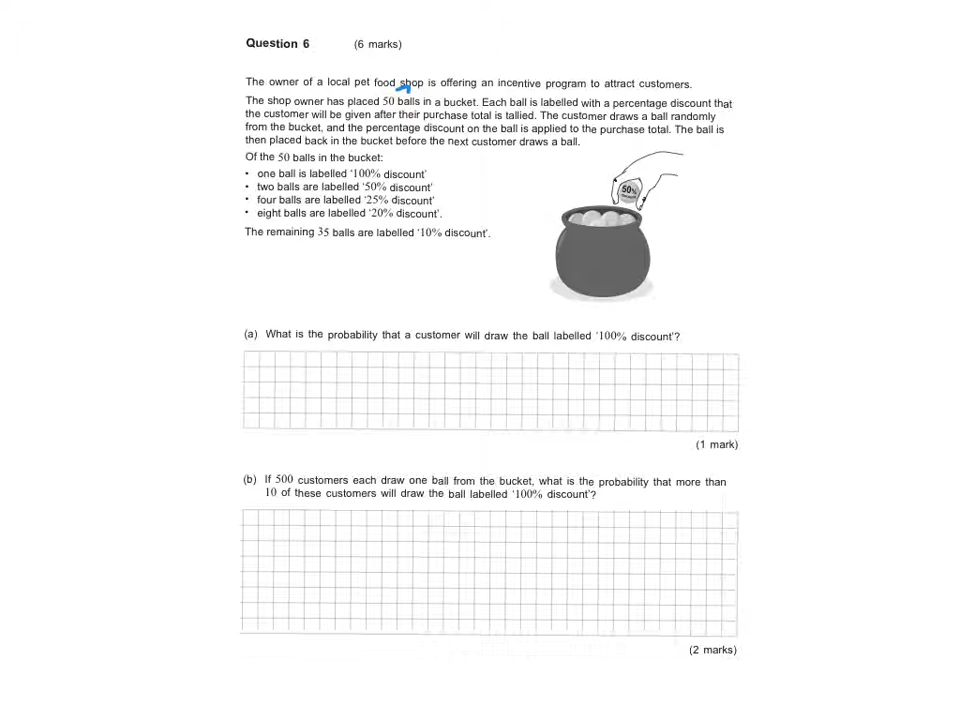 Question 6 (6 marks)
The owner of a local pet food shop is offering an incentive program to attract customers.
The shop owner has placed 50 balls in a bucket. Each ball is labelled with a percentage discount that
the customer will be given after their purchase total is tallied. The customer draws a ball randomly
from the bucket, and the percentage discount on the ball is applied to the purchase total. The ball is
then placed back in the bucket before the next customer draws a ball.
Of the 50 balls in the bucket:
• one ball is labelled ‘100% discount’
• two balls are labelled ‘50% discount’
• four balls are labelled ‘25% discount’
• eight balls are labelled ‘20% discount’.
The remaining 35 balls are labelled ‘10% discount’.
50%
(a) What is the probability that a customer will draw the ball labelled ‘100% discount’?
(1 mark)
(b) If 500 customers each draw one ball from the bucket, what is the probability that more than
10 of these customers will draw the ball labelled ‘100% discount’?
(2 marks)